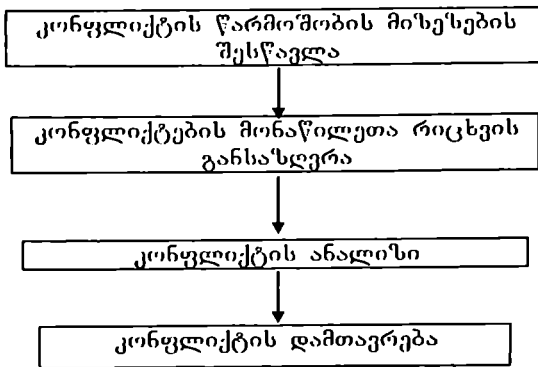 კონფლიქტის წარმოშობის მიზეზების
შესწავლა
კონფლიქტების მონაწილეთა რიცხვის
განსაზღვრა
კონფლიქტის ანალიზი
კონფლიქტის დამთავრება